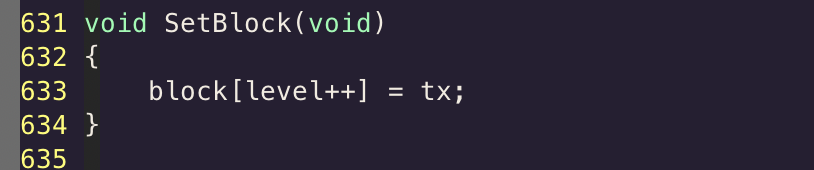 631 void SetBlock(void)
632 {
633     block[level++] = tx;
634 }
635